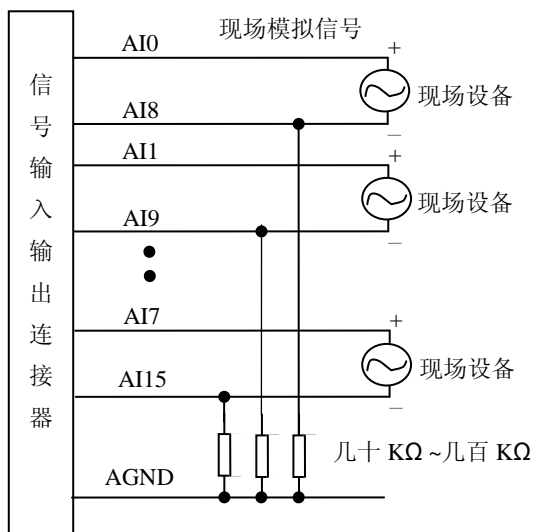 现场模拟信号
AI0
+
现场设备
AI8
−
AI1
+
现场设备
AI9
−
AI7
+
现场设备
AI15
−
几十 KΩ ~几百 KΩ
AGND
信号输入输出连接器